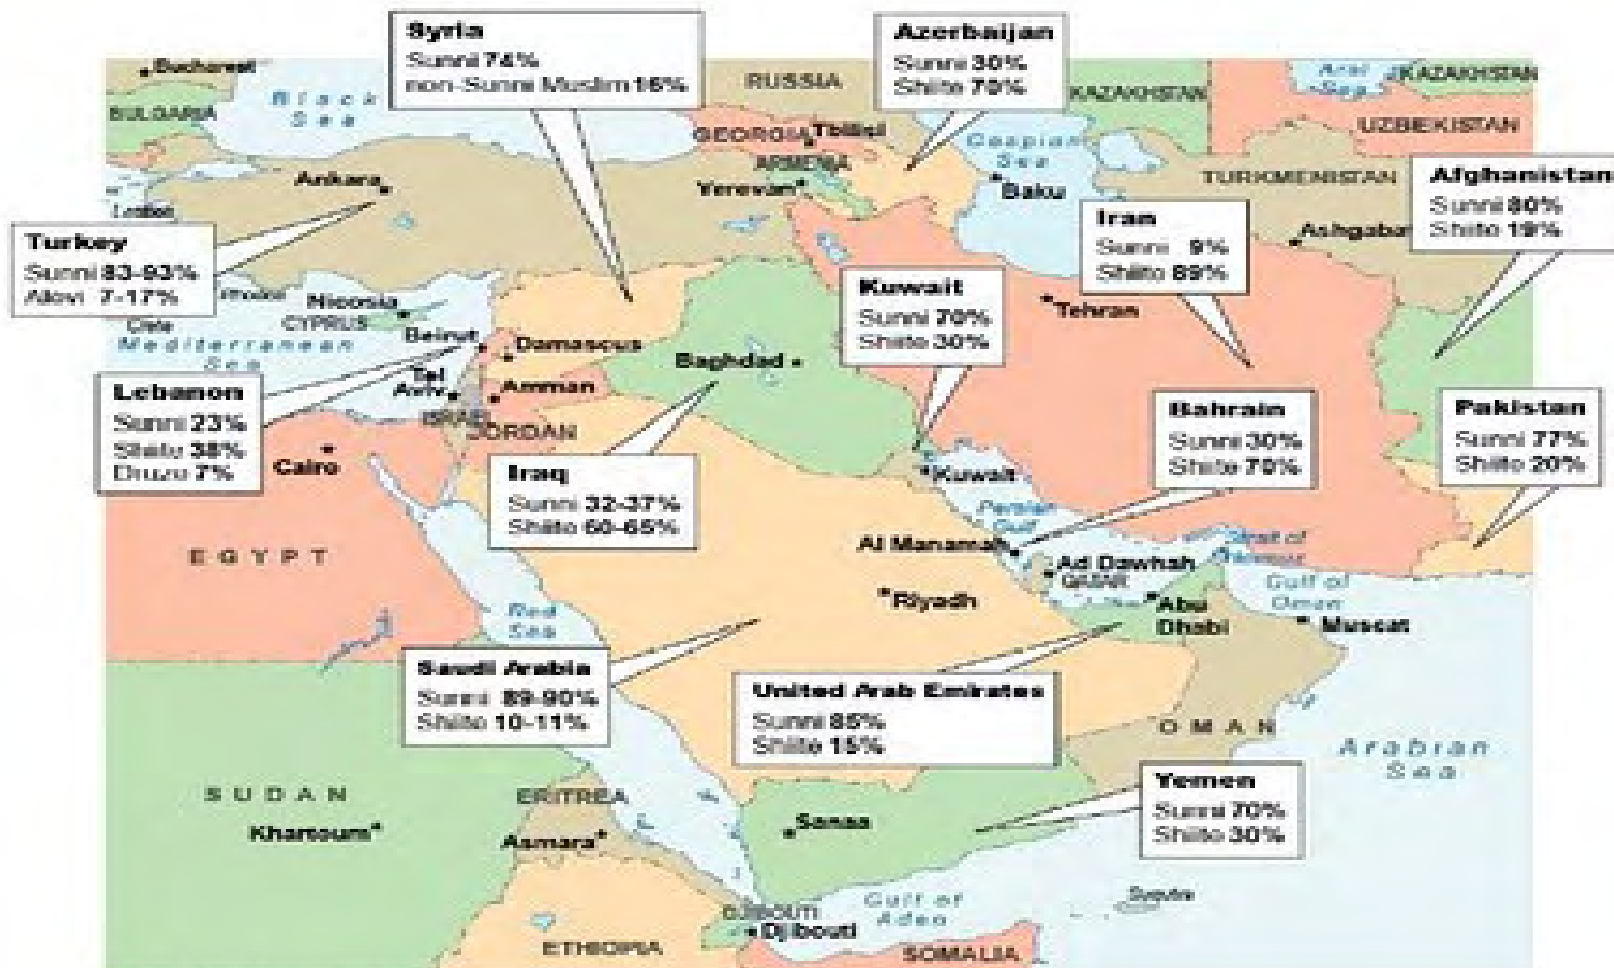 Syria
Sunni 74%
non-Sunni Muslim 16%
Azerbaijan
Sunni 30%
Shiite 70%
Bucharest
BULGARIA
Black
Sea
RUSSIA
GEORGIA
Tbilisi
ARMENIA
Yerevan
Caspian
Sea
Baku
KAZAKHSTAN
Aral
Sea
KAZAKHSTAN
UZBEKISTAN
TURKMENISTAN
Ashgabat
Afghanistan
Sunni 80%
Shiite 19%
Ankara
Turkey
Sunni 83-93%
Alevi 7-17%
Iran
Sunni 9%
Shiite 89%
Tehran
Kuwait
Sunni 70%
Shiite 30%
Rhodes
Nicosia
CYPRUS
Crete
Mediterranean
Sea
Beirut
Damascus
Baghdad
Tel
Aviv
Amman
ISRAEL
JORDAN
Lebanon
Sunni 23%
Shiite 38%
Druze 7%
Cairo
Iraq
Sunni 32-37%
Shiite 60-65%
Bahrain
Sunni 30%
Shiite 70%
Pakistan
Sunni 77%
Shiite 20%
Kuwait
Persian
Gulf
EGYPT
Al Manamah
Ad Dawhah
QATAR
Strait of
Hormuz
Gulf of
Oman
Riyadh
Abu
Dhabi
Muscat
Red
Sea
Saudi Arabia
Sunni 89-90%
Shiite 10-11%
United Arab Emirates
Sunni 85%
Shiite 15%
OMAN
Arabian
Sea
SUDAN
Khartoum
ERITREA
Asmara
Sanaa
Yemen
Sunni 70%
Shiite 30%
Gulf of
Aden
Suqutra
DJIBOUTI
Djibouti
ETHIOPIA
SOMALIA